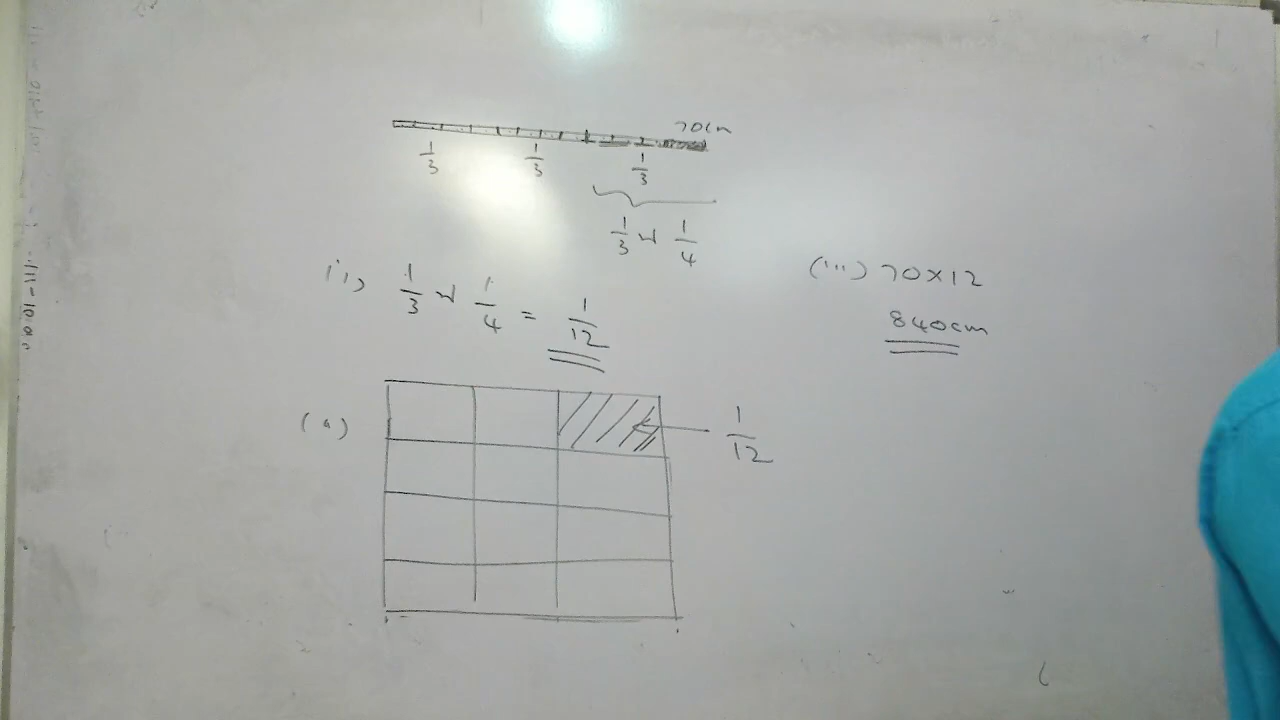 70cm
1/3 1/3 1/3
1/3 න් 1/4
ii) 1/3 න් 1/4 = 1/12
(iii) 70×12
840cm
(a)
1/12